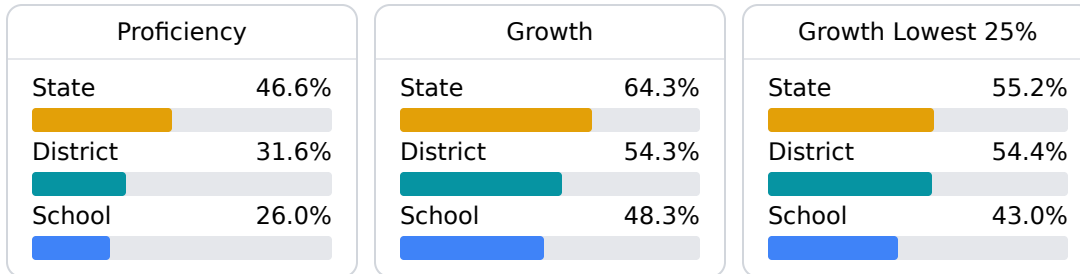 Proficiency
State 46.6%
District 31.6%
School 26.0%
Growth
State 64.3%
District 54.3%
School 48.3%
Growth Lowest 25%
State 55.2%
District 54.4%
School 43.0%